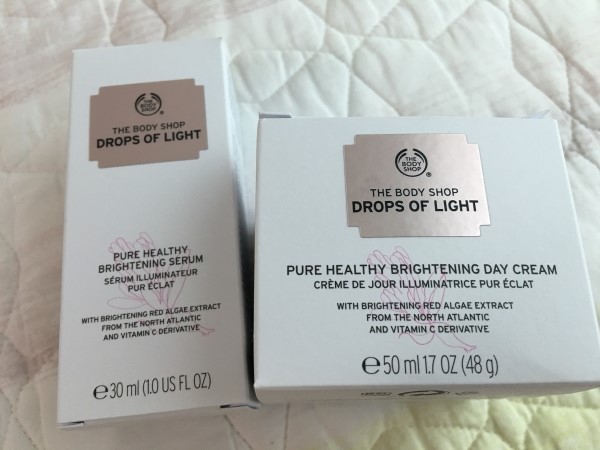 THE
BODY
SHOP
®
THE BODY SHOP
DROPS OF LIGHT
PURE HEALTHY
BRIGHTENING SERUM
SÉRUM ILLUMINATEUR
PUR ÉCLAT
WITH BRIGHTENING RED ALGAE EXTRACT
FROM THE NORTH ATLANTIC
AND VITAMIN C DERIVATIVE
℮30 ml (1.0 US FL OZ)
THE
BODY
SHOP
®
THE BODY SHOP
DROPS OF LIGHT
PURE HEALTHY BRIGHTENING DAY CREAM
CRÈME DE JOUR ILLUMINATRICE PUR ÉCLAT
WITH BRIGHTENING RED ALGAE EXTRACT
FROM THE NORTH ATLANTIC
AND VITAMIN C DERIVATIVE
℮50 ml 1.7 OZ (48 g)